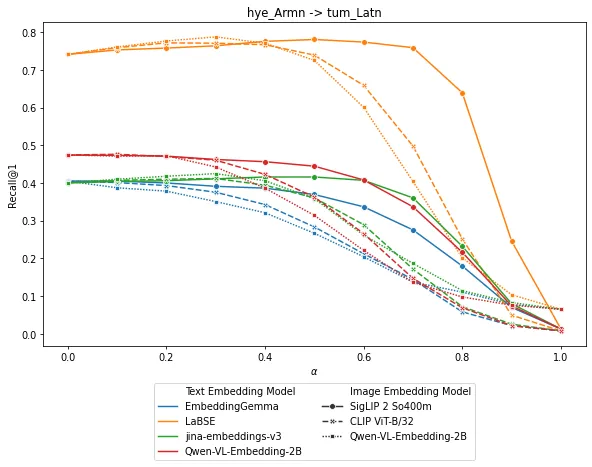 hye_Armn -> tum_Latn
Recall@1
0.8
0.7
0.6
0.5
0.4
0.3
0.2
0.1
0.0
0.0 0.2 0.4 0.6 0.8 1.0
α
Text Embedding Model Image Embedding Model
EmbeddingGemma SigLIP 2 So400m
LaBSE CLIP ViT-B/32
jina-embeddings-v3 Qwen-VL-Embedding-2B
Qwen-VL-Embedding-2B